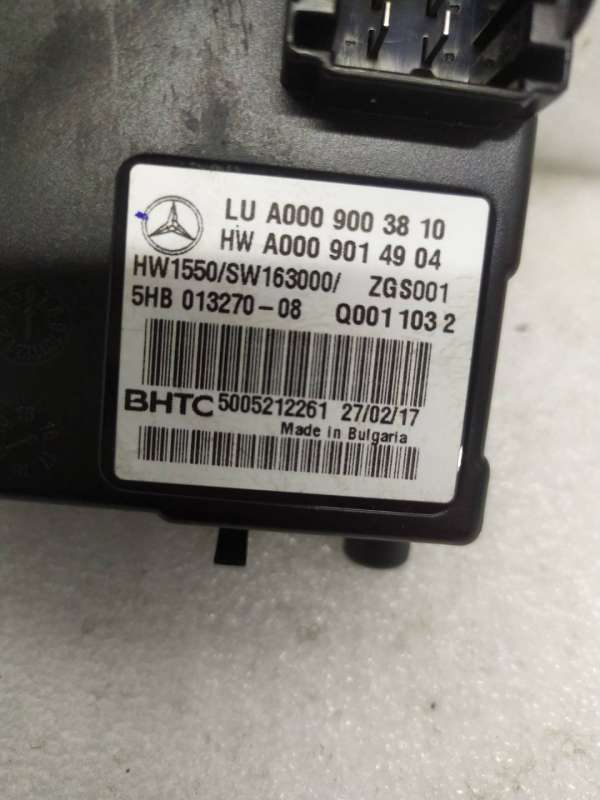 LU A000 900 38 10
HW A000 901 49 04
HW1550/SW163000/ ZGS001
5HB 013270-08 Q001 103 2
BHTC 5005212261 27/02/17
Made in Bulgaria